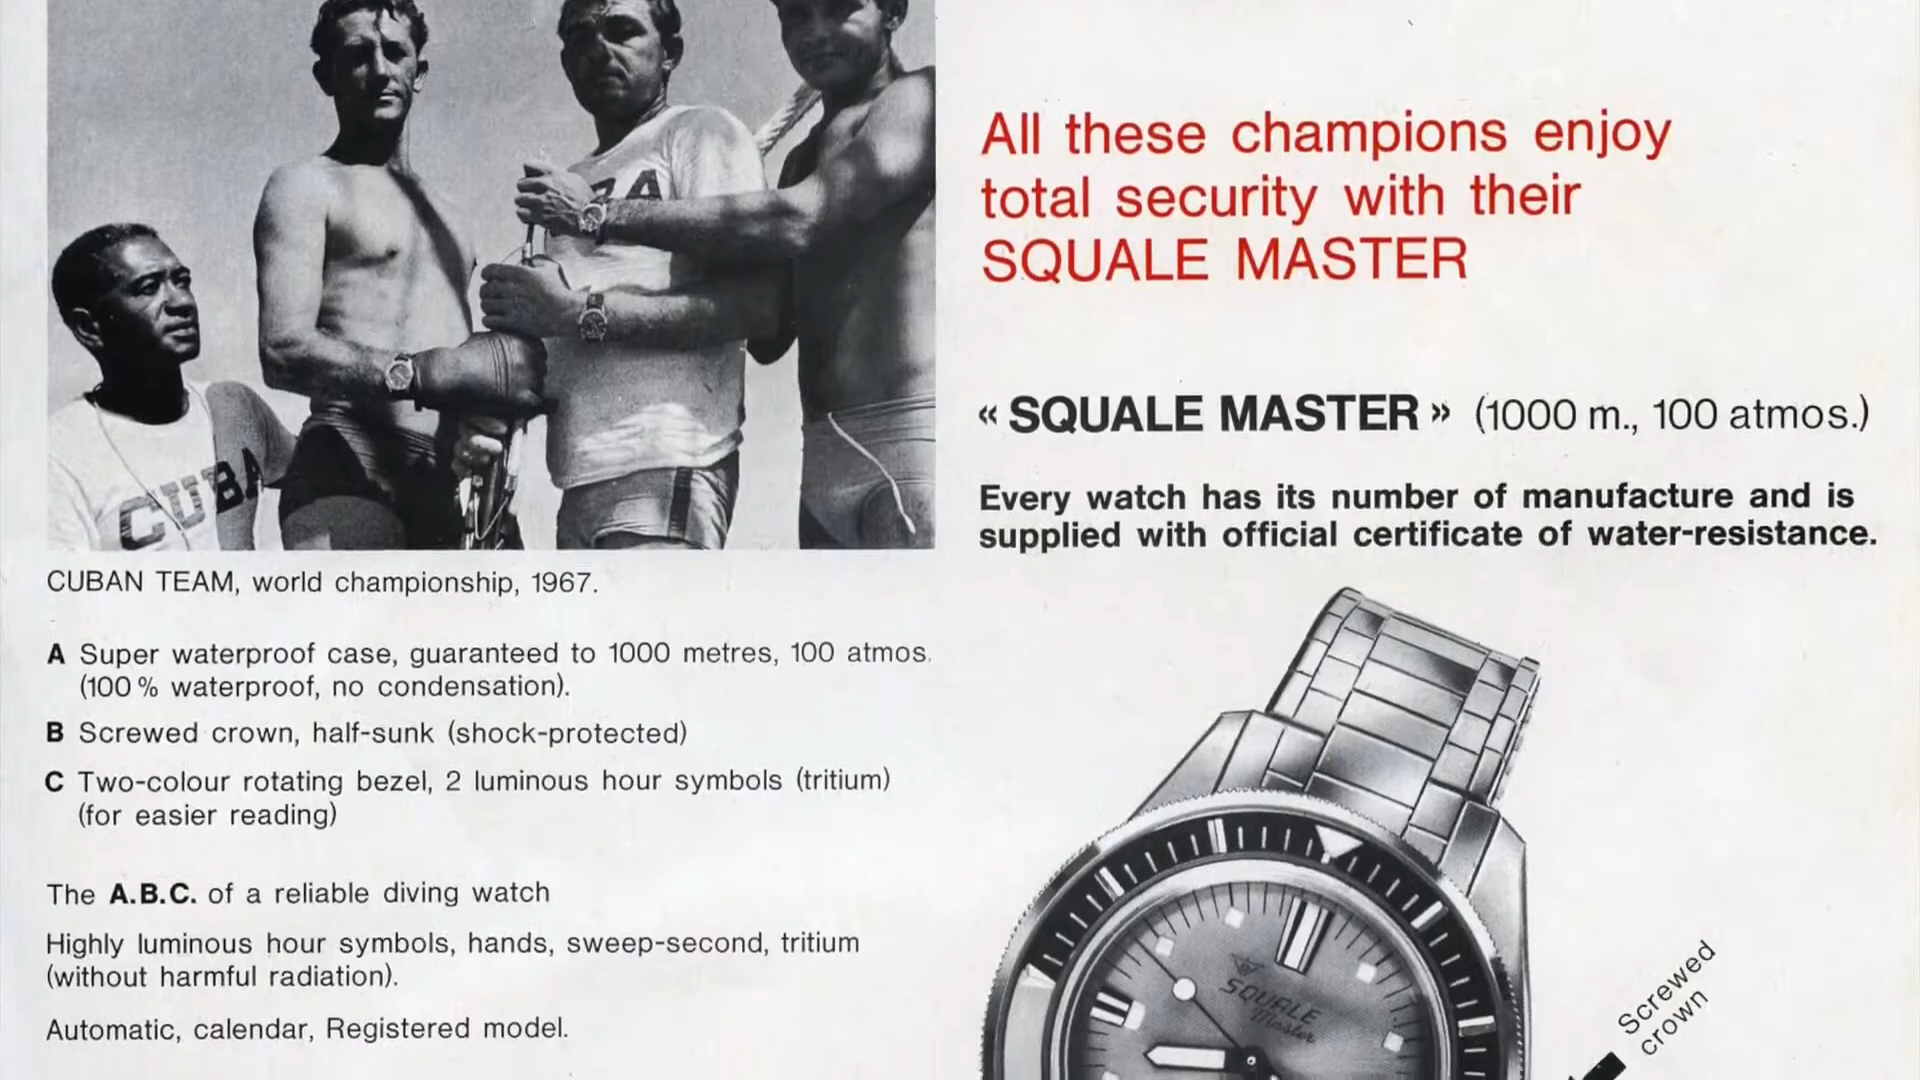 CUBA
BA
CUBAN TEAM, world championship, 1967.
A Super waterproof case, guaranteed to 1000 metres, 100 atmos.
(100 % waterproof, no condensation).
B Screwed crown, half-sunk (shock-protected)
C Two-colour rotating bezel, 2 luminous hour symbols (tritium)
(for easier reading)
The A.B.C. of a reliable diving watch
Highly luminous hour symbols, hands, sweep-second, tritium
(without harmful radiation).
Automatic, calendar, Registered model.
All these champions enjoy
total security with their
SQUALE MASTER
« SQUALE MASTER » (1000 m., 100 atmos.)
Every watch has its number of manufacture and is
supplied with official certificate of water-resistance.
SQUALE
Master
Screwed
crown